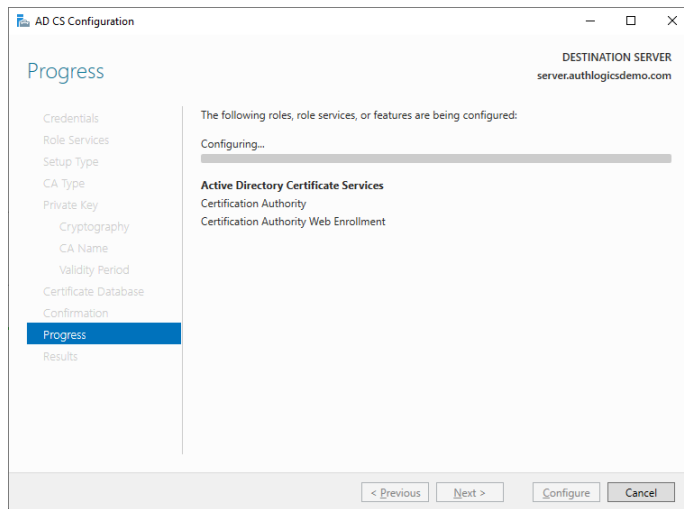 AD CS Configuration
Progress
DESTINATION SERVER
server.authlogicsdemo.com
Credentials
Role Services
Setup Type
CA Type
Private Key
Cryptography
CA Name
Validity Period
Certificate Database
Confirmation
Progress
Results
The following roles, role services, or features are being configured:
Configuring...
Active Directory Certificate Services
Certification Authority
Certification Authority Web Enrollment
< Previous
Next >
Configure
Cancel